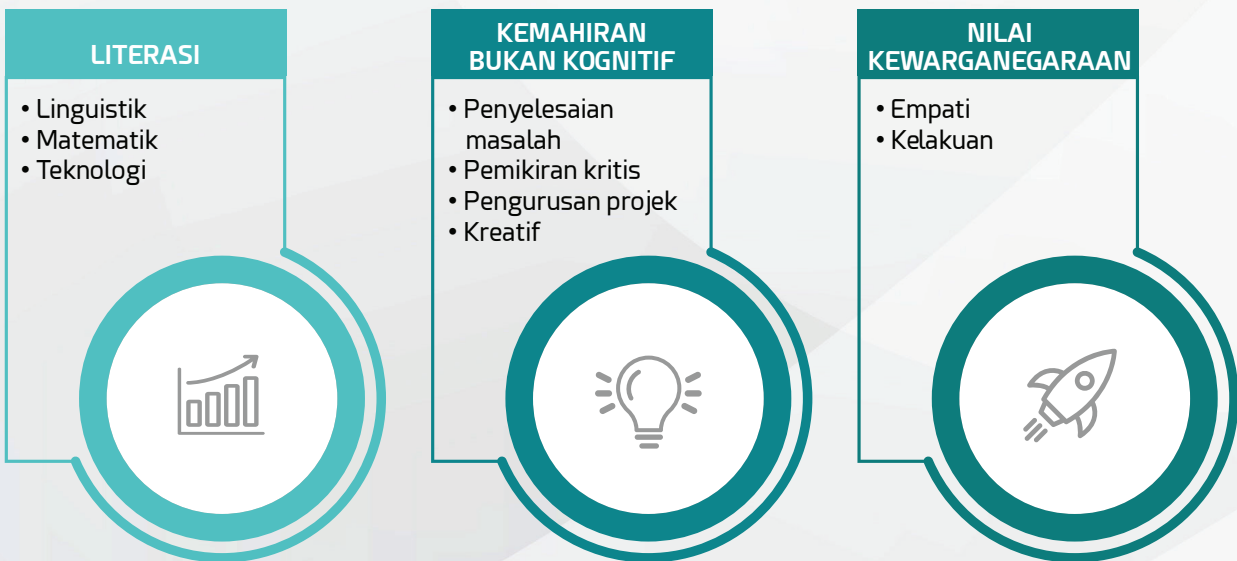 LITERASI
• Linguistik
• Matematik
• Teknologi
KEMAHIRAN
BUKAN KOGNITIF
• Penyelesaian
masalah
• Pemikiran kritis
• Pengurusan projek
• Kreatif
NILAI
KEWARGANEGARAAN
• Empati
• Kelakuan